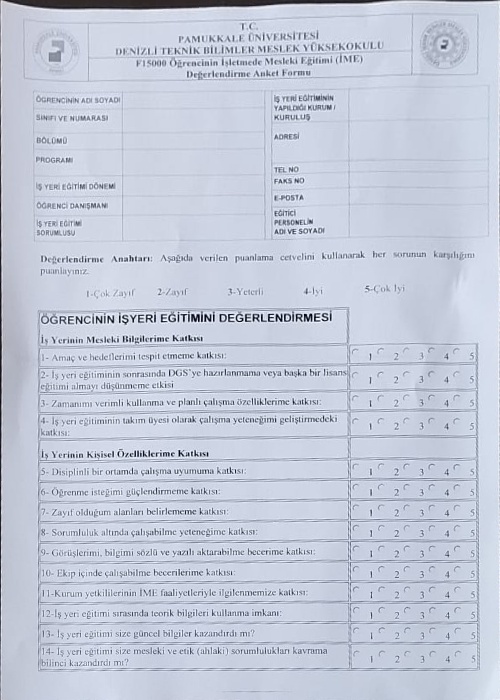 T.C.
PAMUKKALE ÜNİVERSİTESİ
DENİZLİ TEKNİK BİLİMLER MESLEK YÜKSEKOKULU
F15000 Öğrencinin İşletmede Mesleki Eğitimi (İME)
Değerlendirme Anket Formu
ÖĞRENCİNİN ADI SOYADI
SINIFI VE NUMARASI
BÖLÜMÜ
PROGRAMI
İŞ YERİ EĞİTİMİ DÖNEMİ
ÖĞRENCİ DANIŞMANI
İŞ YERİ EĞİTİMİ
SORUMLUSU
İŞ YERİ EĞİTİMİNİN
YAPILDIĞI KURUM /
KURULUŞ
ADRESİ
TEL NO
FAKS NO
E-POSTA
EĞİTİCİ
PERSONELİN
ADI VE SOYADI
Değerlendirme Anahtarı: Aşağıda verilen puanlama cetvelini kullanarak her sorunun karşılığını
puanlayınız.
1-Çok Zayıf 2-Zayıf 3-Yeterli 4-İyi 5-Çok İyi
ÖĞRENCİNİN İŞYERİ EĞİTİMİNİ DEĞERLENDİRMESİ
İş Yerinin Mesleki Bilgilerime Katkısı
1- Amaç ve hedeflerimi tespit etmeme katkısı: 1 2 3 4 5
2- İş yeri eğitiminin sonrasında DGS'ye hazırlanmama veya başka bir lisans
eğitimi almayı düşünmeme etkisi 1 2 3 4 5
3- Zamanımı verimli kullanma ve planlı çalışma özelliklerime katkısı: 1 2 3 4 5
4- İş yeri eğitiminin takım üyesi olarak çalışma yeteneğimi geliştirmedeki
katkısı: 1 2 3 4 5
İş Yerinin Kişisel Özelliklerime Katkısı
5- Disiplinli bir ortamda çalışma uyumuma katkısı: 1 2 3 4 5
6- Öğrenme isteğimi güçlendirmeme katkısı: 1 2 3 4 5
7- Zayıf olduğum alanları belirlememe katkısı: 1 2 3 4 5
8- Sorumluluk altında çalışabilme yeteneğime katkısı: 1 2 3 4 5
9- Görüşlerimi, bilgimi sözlü ve yazılı aktarabilme becerime katkısı: 1 2 3 4 5
10- Ekip içinde çalışabilme becerilerime katkısı: 1 2 3 4 5
11-Kurum yetkililerinin İME faaliyetleriyle ilgilenmemize katkısı: 1 2 3 4 5
12-İş yeri eğitimi sırasında teorik bilgileri kullanma imkanı: 1 2 3 4 5
13- İş yeri eğitimi size güncel bilgiler kazandırdı mı? 1 2 3 4 5
14- İş yeri eğitimi size mesleki ve etik (ahlaki) sorumlulukları kavrama
bilinci kazandırdı mı? 1 2 3 4 5